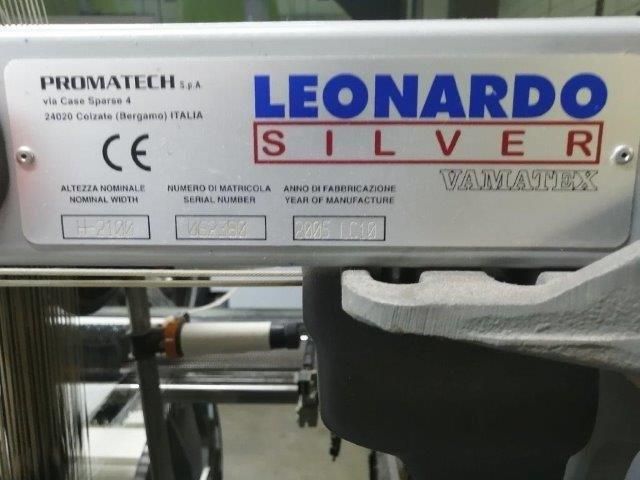 PROMATECH S.p.A.
via Case Sparse 4
24020 Colzate (Bergamo) ITALIA
CE
LEONARDO
SILVER
VAMATEX
ALTEZZA NOMINALE
NOMINAL WIDTH
H-2100
NUMERO DI MATRICOLA
SERIAL NUMBER
062380
ANNO DI FABBRICAZIONE
YEAR OF MANUFACTURE
2005 LC10